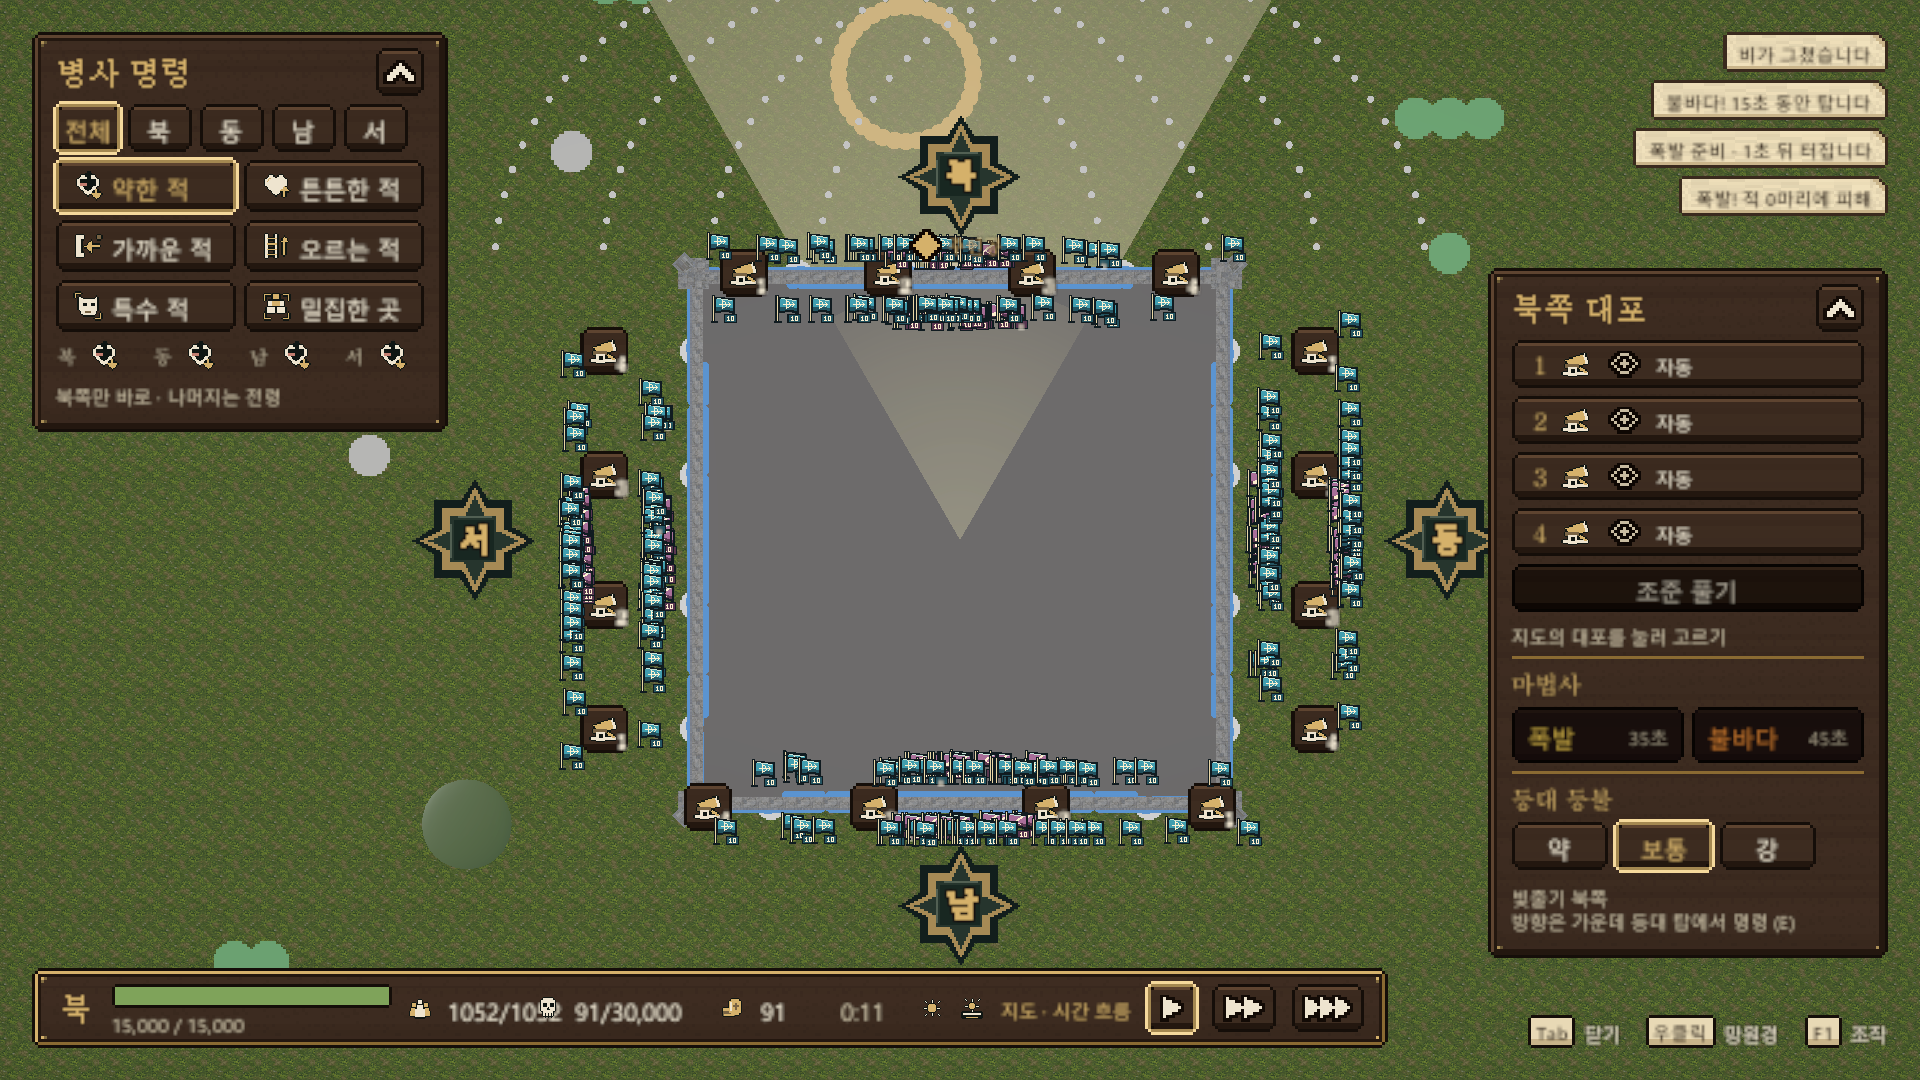 병사 명령
전체 북 동 남 서
약한 적 튼튼한 적
가까운 적 오르는 적
특수 적 밀집한 곳
북 동 남 서
북쪽만 바로 · 나머지는 전령
비가 그쳤습니다
불바다! 15초 동안 탑니다
폭발 준비 · 1초 뒤 터집니다
폭발! 적 0마리에 피해
북
서
동
남
북쪽 대포
1 자동
2 자동
3 자동
4 자동
조준 풀기
지도의 대포를 눌러 고르기
마법사
폭발 35초 불바다 45초
등대 등불
약 보통 강
빛줄기 북쪽
방향은 가운데 등대 탑에서 명령 (E)
북 15,000 / 15,000 1052/1052 91/30,000 91 0:11 지도 · 시간 흐름
Tab 닫기 우클릭 망원경 F1 조작